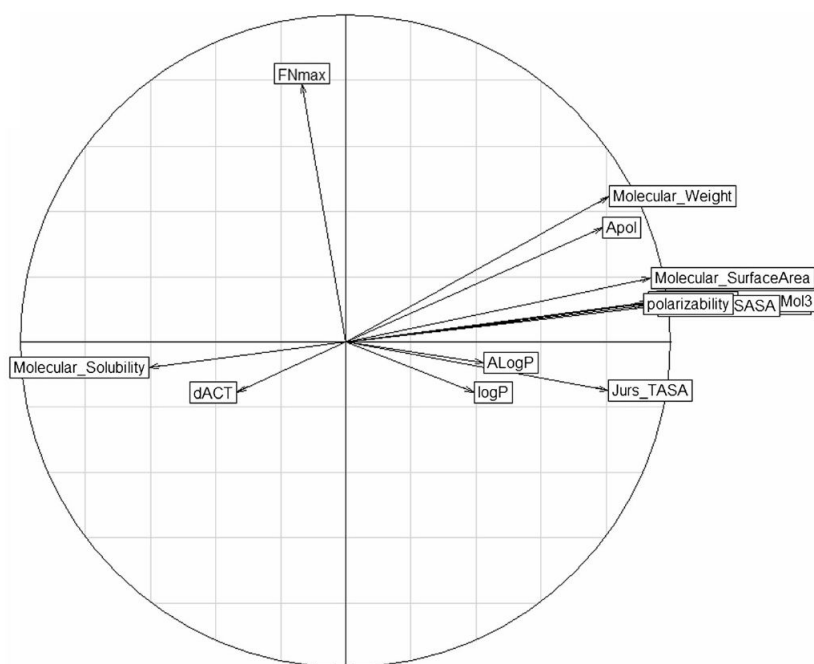 FNmax
Molecular_Weight
Apol
Molecular_SurfaceArea
polarizability SASA Mol3
Molecular_Solubility
ALogP
dACT
logP
Jurs_TASA